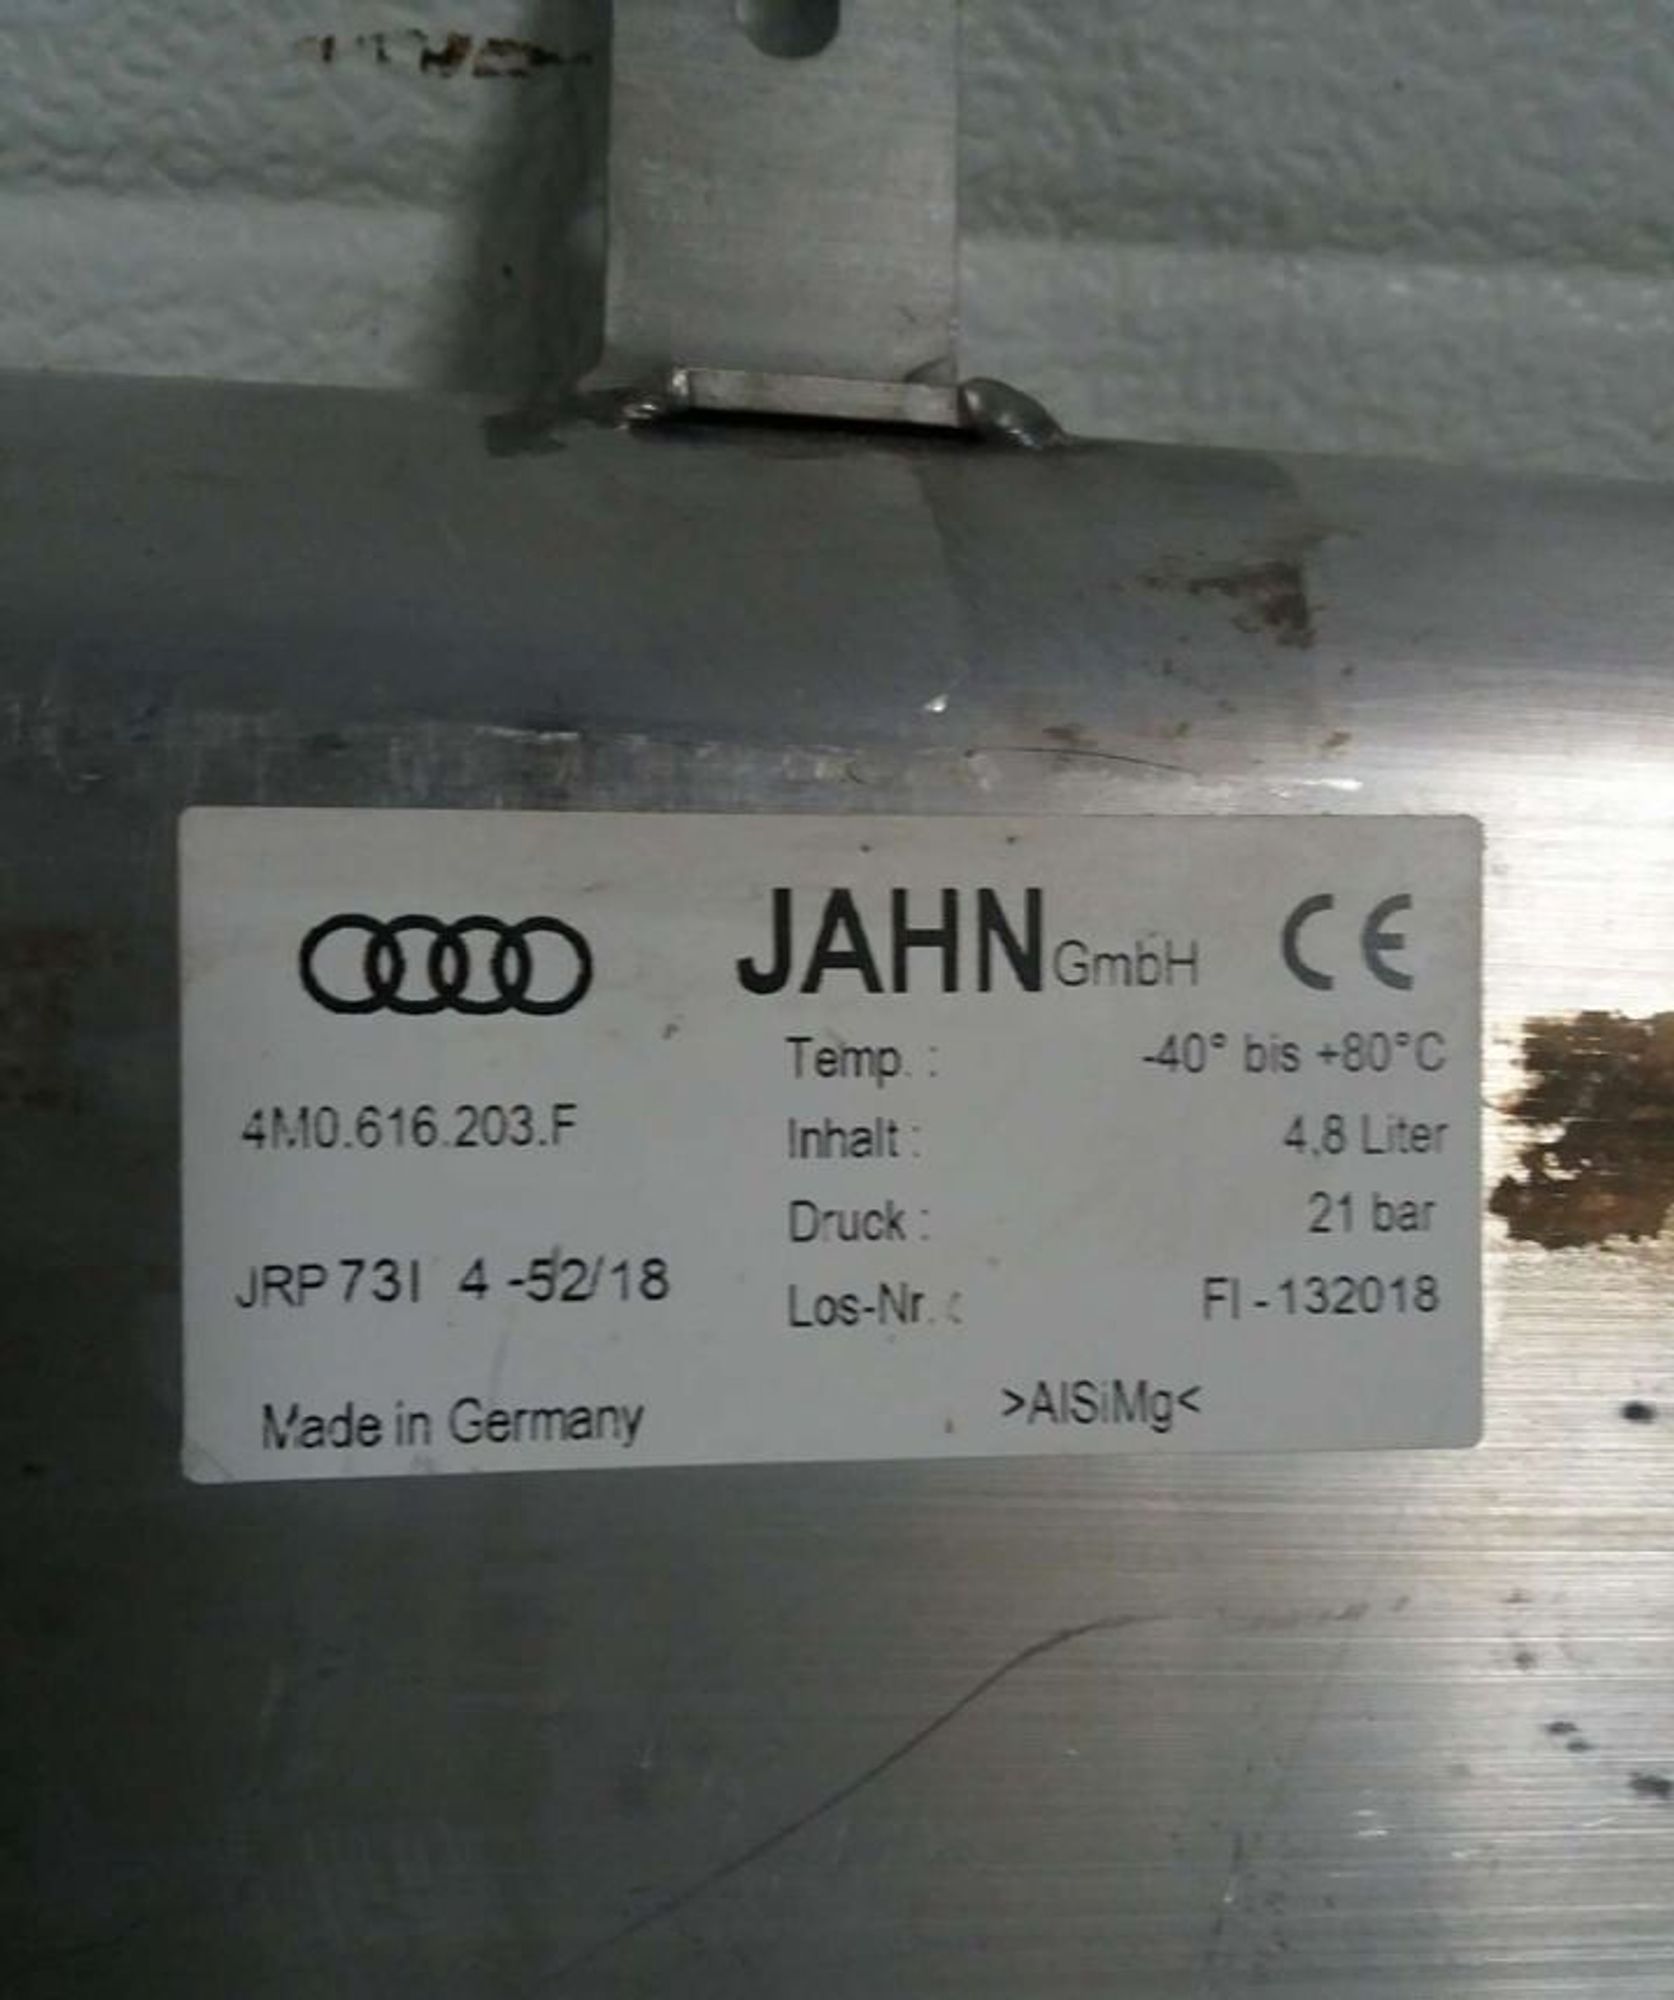 JAHN GmbH CE
Temp. : -40° bis +80°C
4M0.616.203.F
Inhalt : 4,8 Liter
Druck : 21 bar
JRP 73I 4 -52/18
Los-Nr. : FI - 132018
Made in Germany
>AlSiMg<